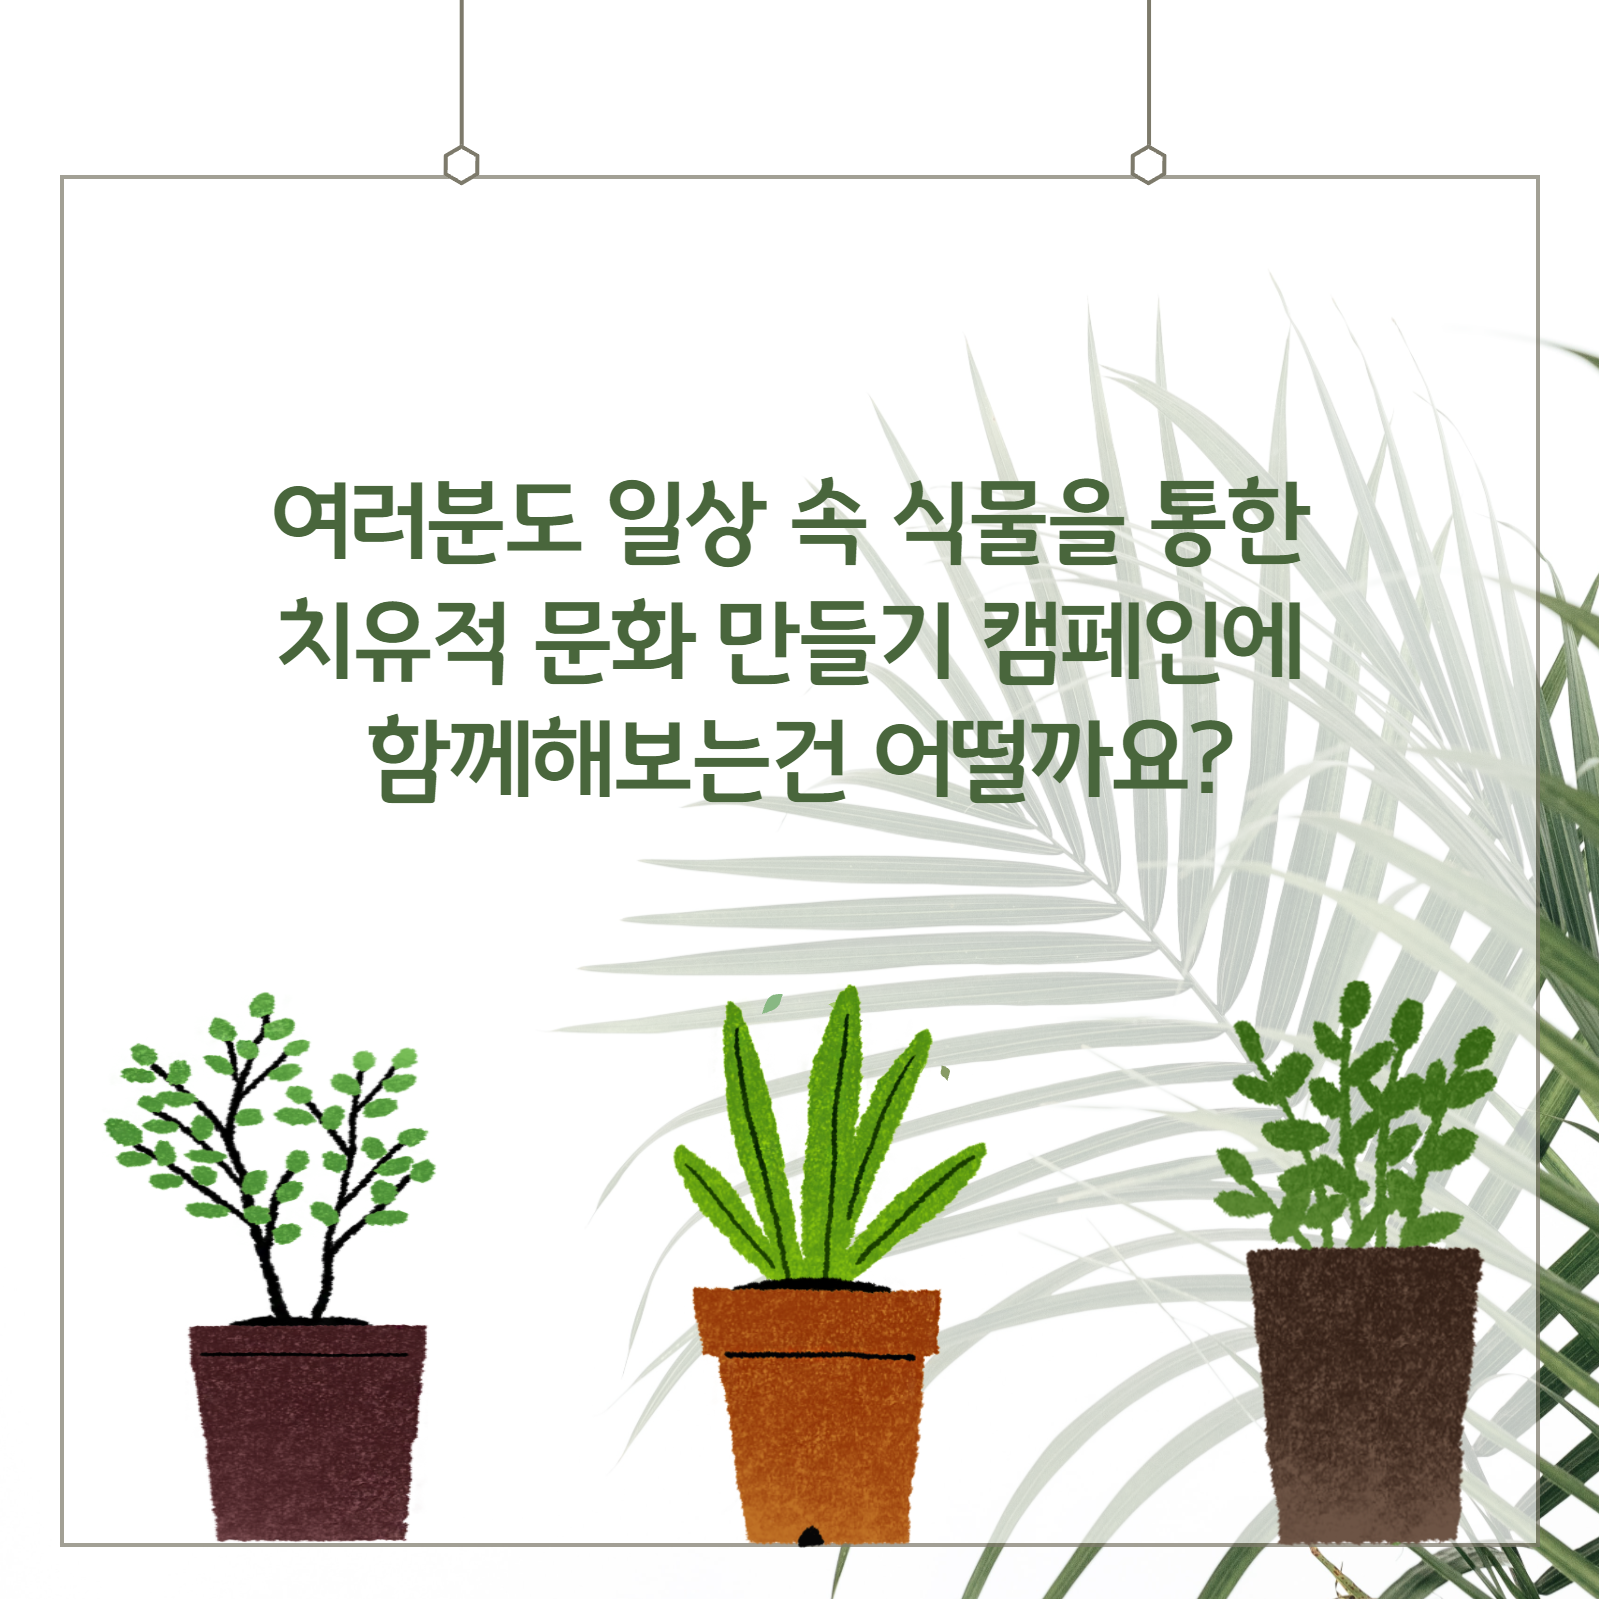 여러분도 일상 속 식물을 통한
치유적 문화 만들기 캠페인에
함께해보는건 어떨까요?